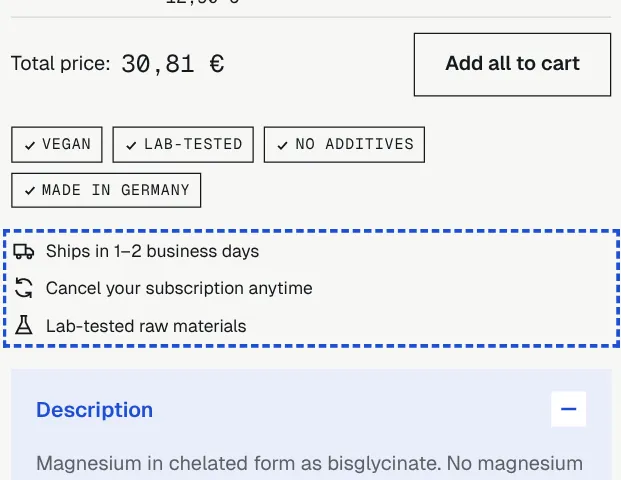 Total price: 30,81 €
Add all to cart
VEGAN
LAB-TESTED
NO ADDITIVES
MADE IN GERMANY
Ships in 1–2 business days
Cancel your subscription anytime
Lab-tested raw materials
Description
Magnesium in chelated form as bisglycinate. No magnesium